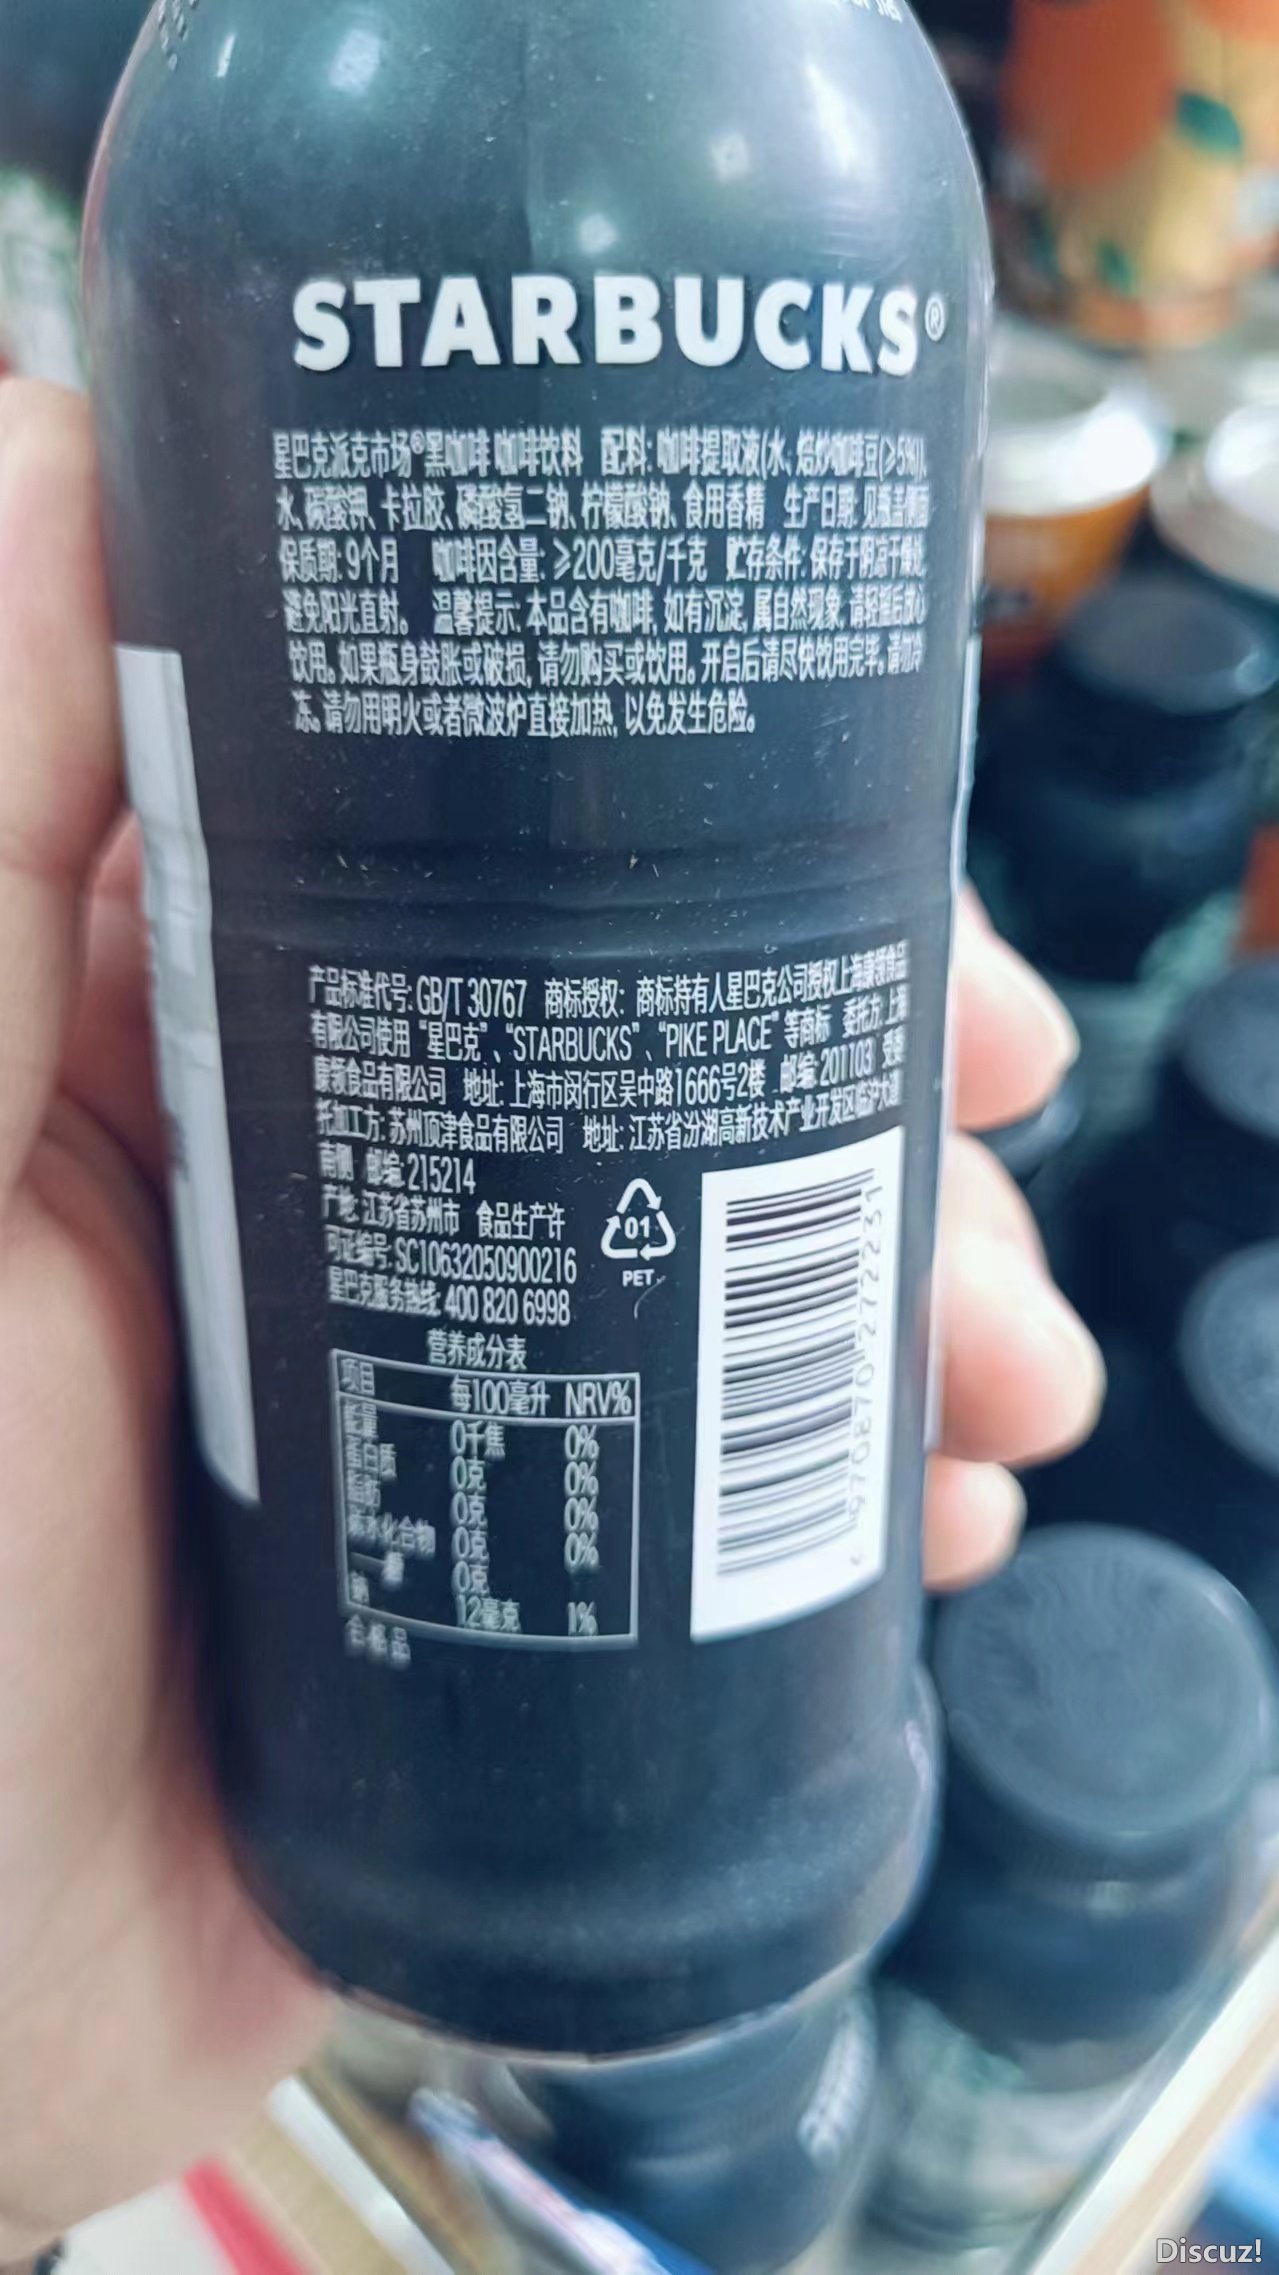 STARBUCKS®
星巴克派克市场®黑咖啡 咖啡饮料 配料: 咖啡提取液(水、焙炒咖啡豆(≥5%)、
水、碳酸钾、卡拉胶、磷酸氢二钠、柠檬酸钠、食用香精 生产日期: 见瓶盖侧面
保质期: 9个月 咖啡因含量: ≥200毫克/千克 贮存条件: 保存于阴凉干燥处,
避免阳光直射。 温馨提示: 本品含有咖啡, 如有沉淀, 属自然现象, 请轻摇后放心
饮用。如果瓶身鼓胀或破损, 请勿购买或饮用。开启后请尽快饮用完毕。请勿冷
冻。请勿用明火或者微波炉直接加热, 以免发生危险。
产品标准代号: GB/T 30767 商标授权: 商标持有人星巴克公司授权上海康领食品
有限公司使用“星巴克”、“STARBUCKS”、“PIKE PLACE”等商标 委托方: 上海
康领食品有限公司 地址: 上海市闵行区吴中路1666号2楼 邮编: 201103 受委
托加工方: 苏州顶津食品有限公司 地址: 江苏省汾湖高新技术产业开发区临沪大道
南侧 邮编: 215214
产地: 江苏省苏州市 食品生产许
可证编号: SC10632050900216
星巴克服务热线: 400 820 6998
01
PET
营养成分表
项目 每100毫升 NRV%
能量 0千焦 0%
蛋白质 0克 0%
脂肪 0克 0%
碳水化合物 0克 0%
—糖 0克
钠 12毫克 1%
合格品
Discuz!